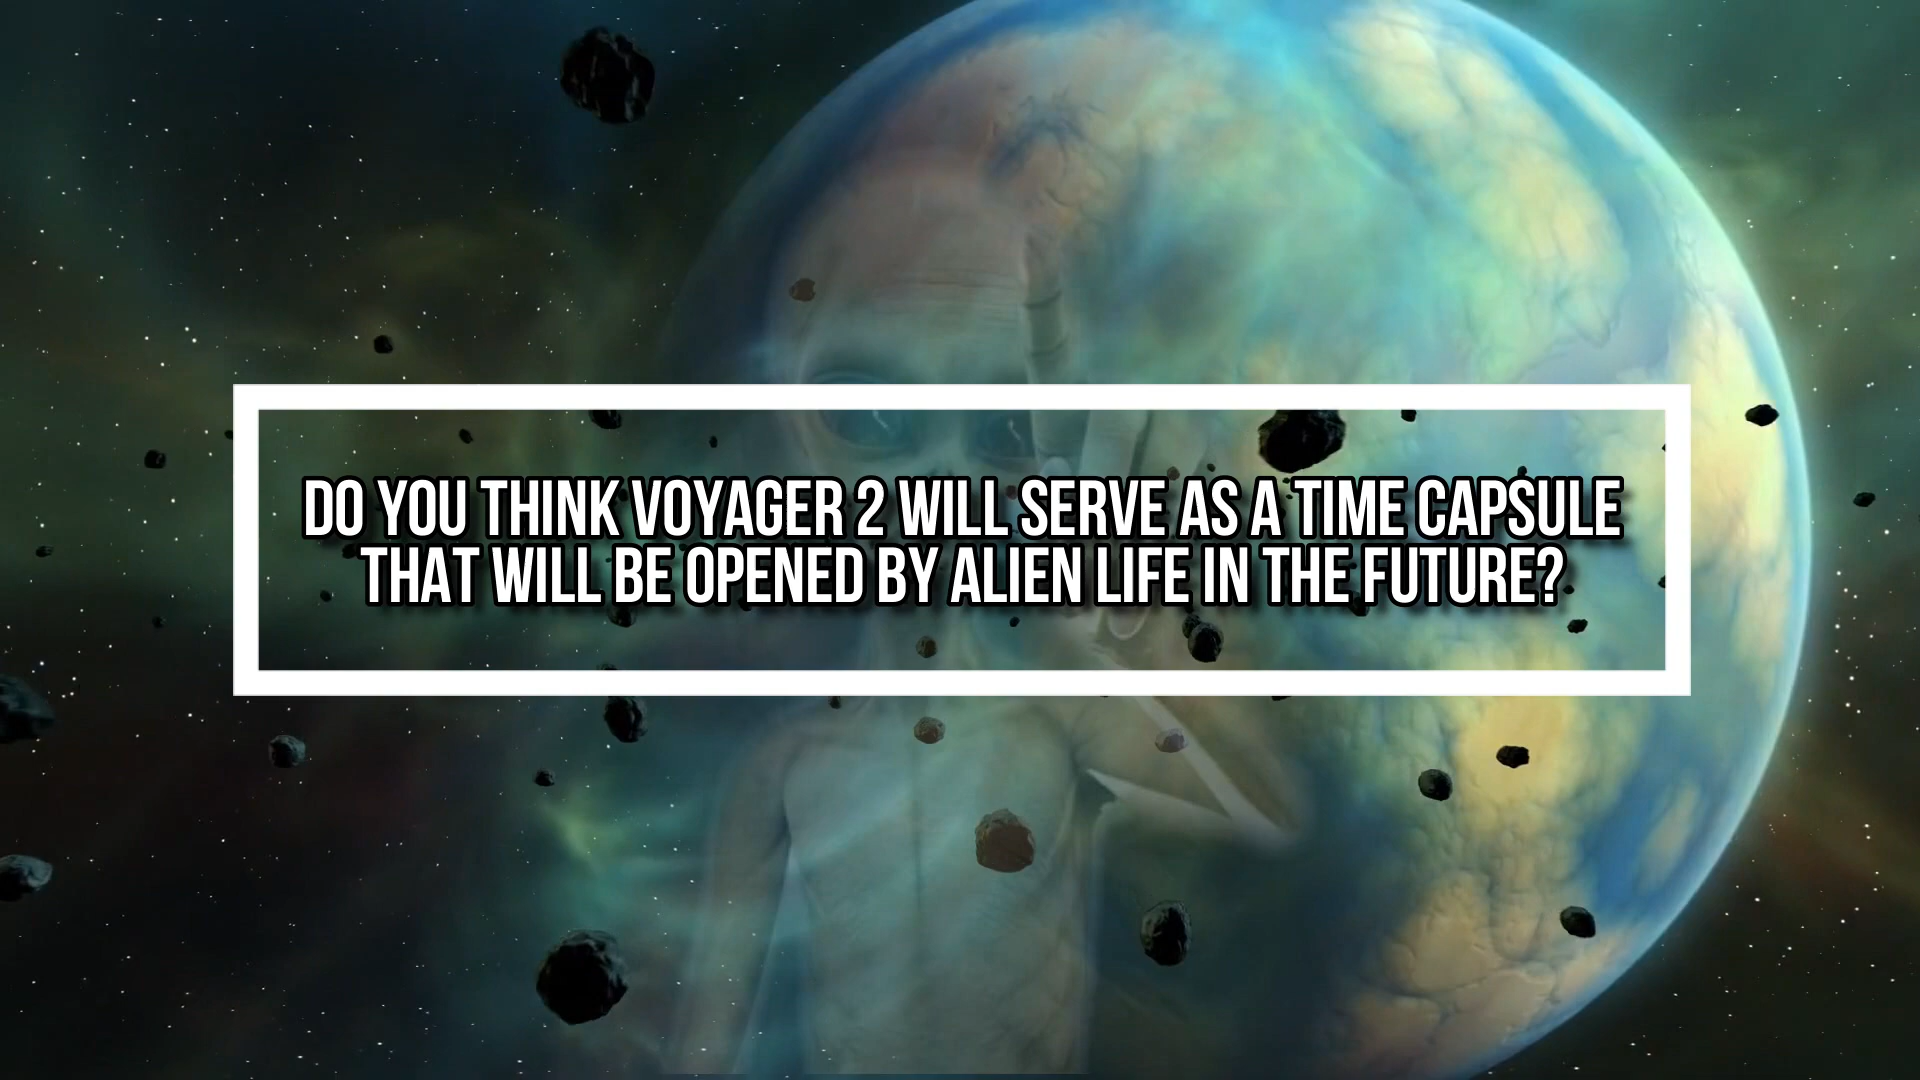 DO YOU THINK VOYAGER 2 WILL SERVE AS A TIME CAPSULE
THAT WILL BE OPENED BY ALIEN LIFE IN THE FUTURE?